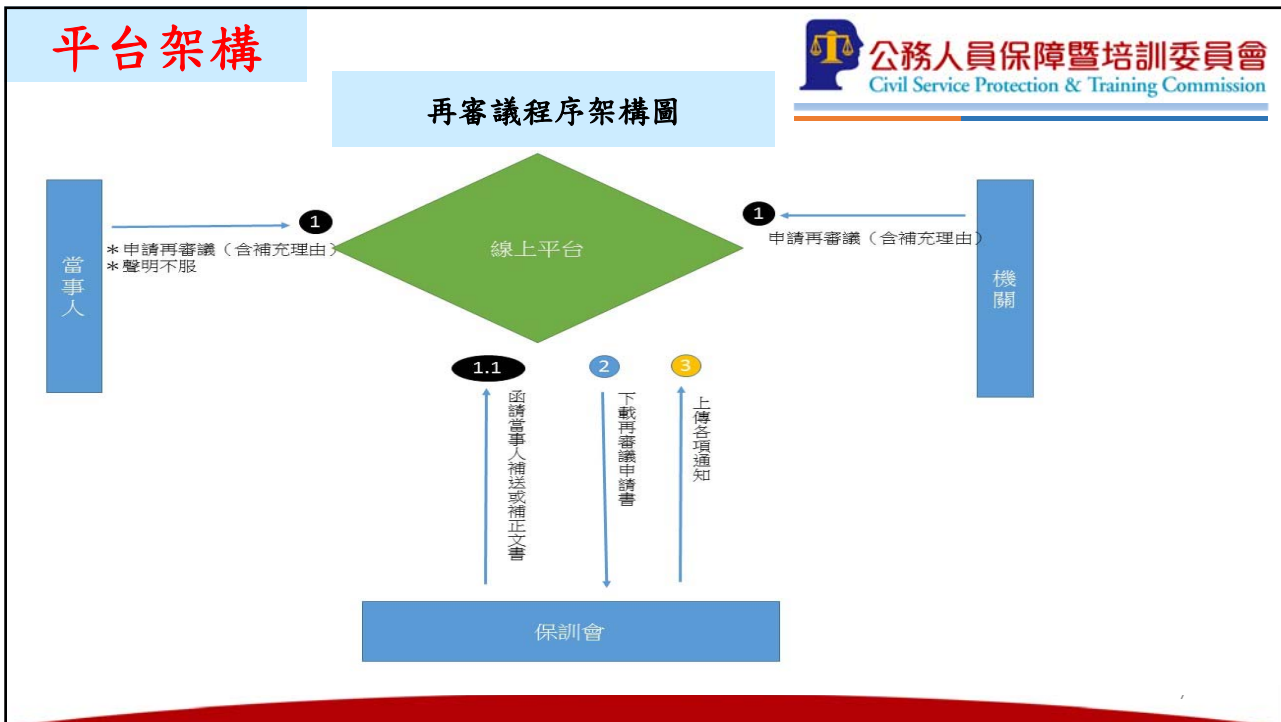 平台架構
公務人員保障暨培訓委員會
Civil Service Protection & Training Commission
再審議程序架構圖
當事人
1
＊申請再審議（含補充理由）
＊聲明不服
線上平台
1
申請再審議（含補充理由）
機關
1.1
函請當事人補送或補正文書
2
下載再審議申請書
3
上傳各項通知
保訓會